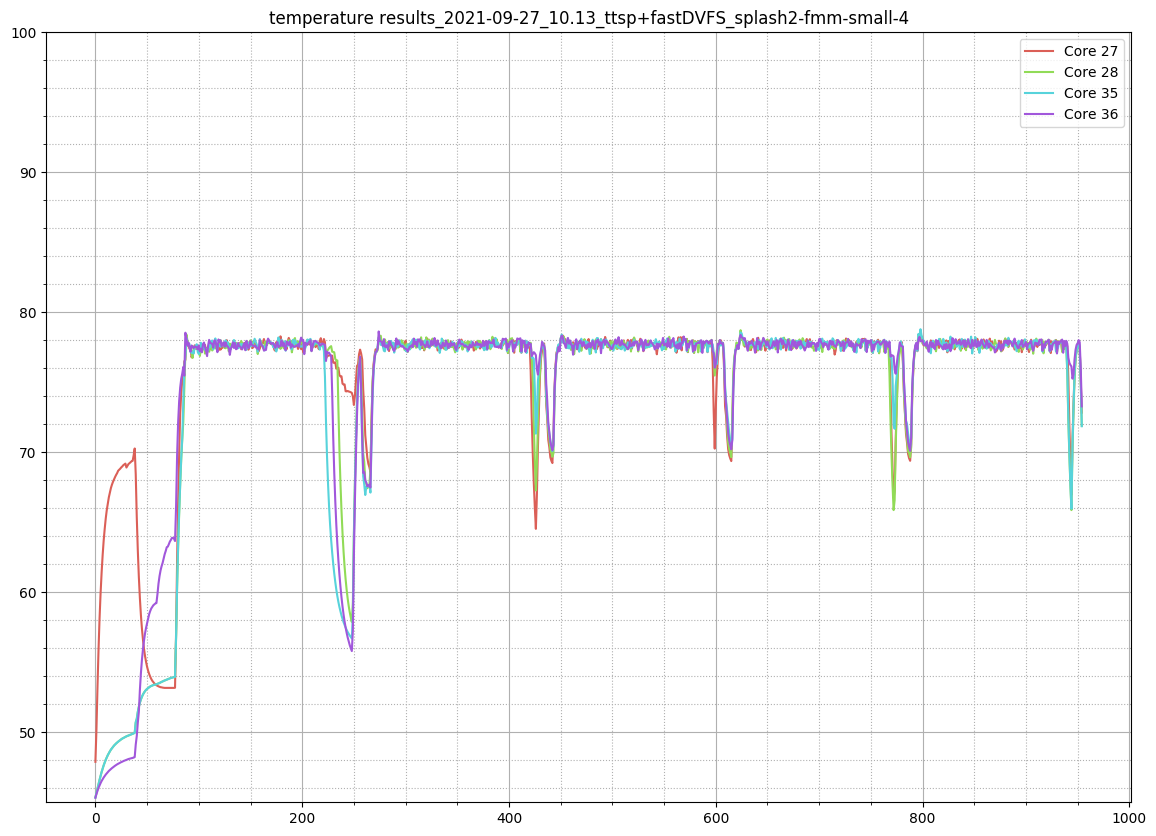 temperature results_2021-09-27_10.13_ttsp+fastDVFS_splash2-fmm-small-4
100
90
80
70
60
50
0
200
400
600
800
1000
Core 27
Core 28
Core 35
Core 36